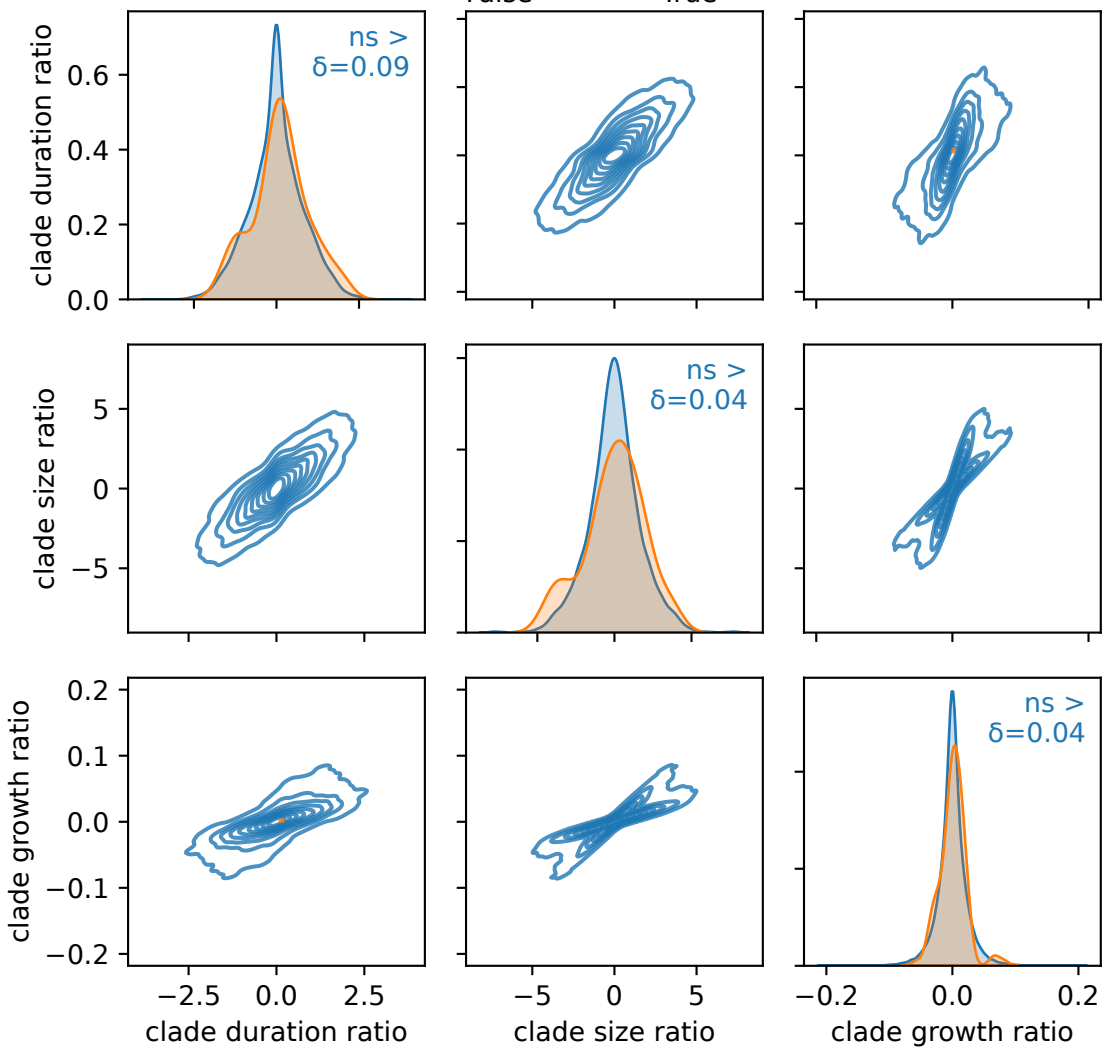 False True
clade duration ratio
0.6
0.4
0.2
0.0
ns >
δ=0.09
clade size ratio
5
0
−5
ns >
δ=0.04
clade growth ratio
0.2
0.1
0.0
−0.1
−0.2
ns >
δ=0.04
−2.5 0.0 2.5
−5 0 5
−0.2 0.0 0.2
clade duration ratio
clade size ratio
clade growth ratio